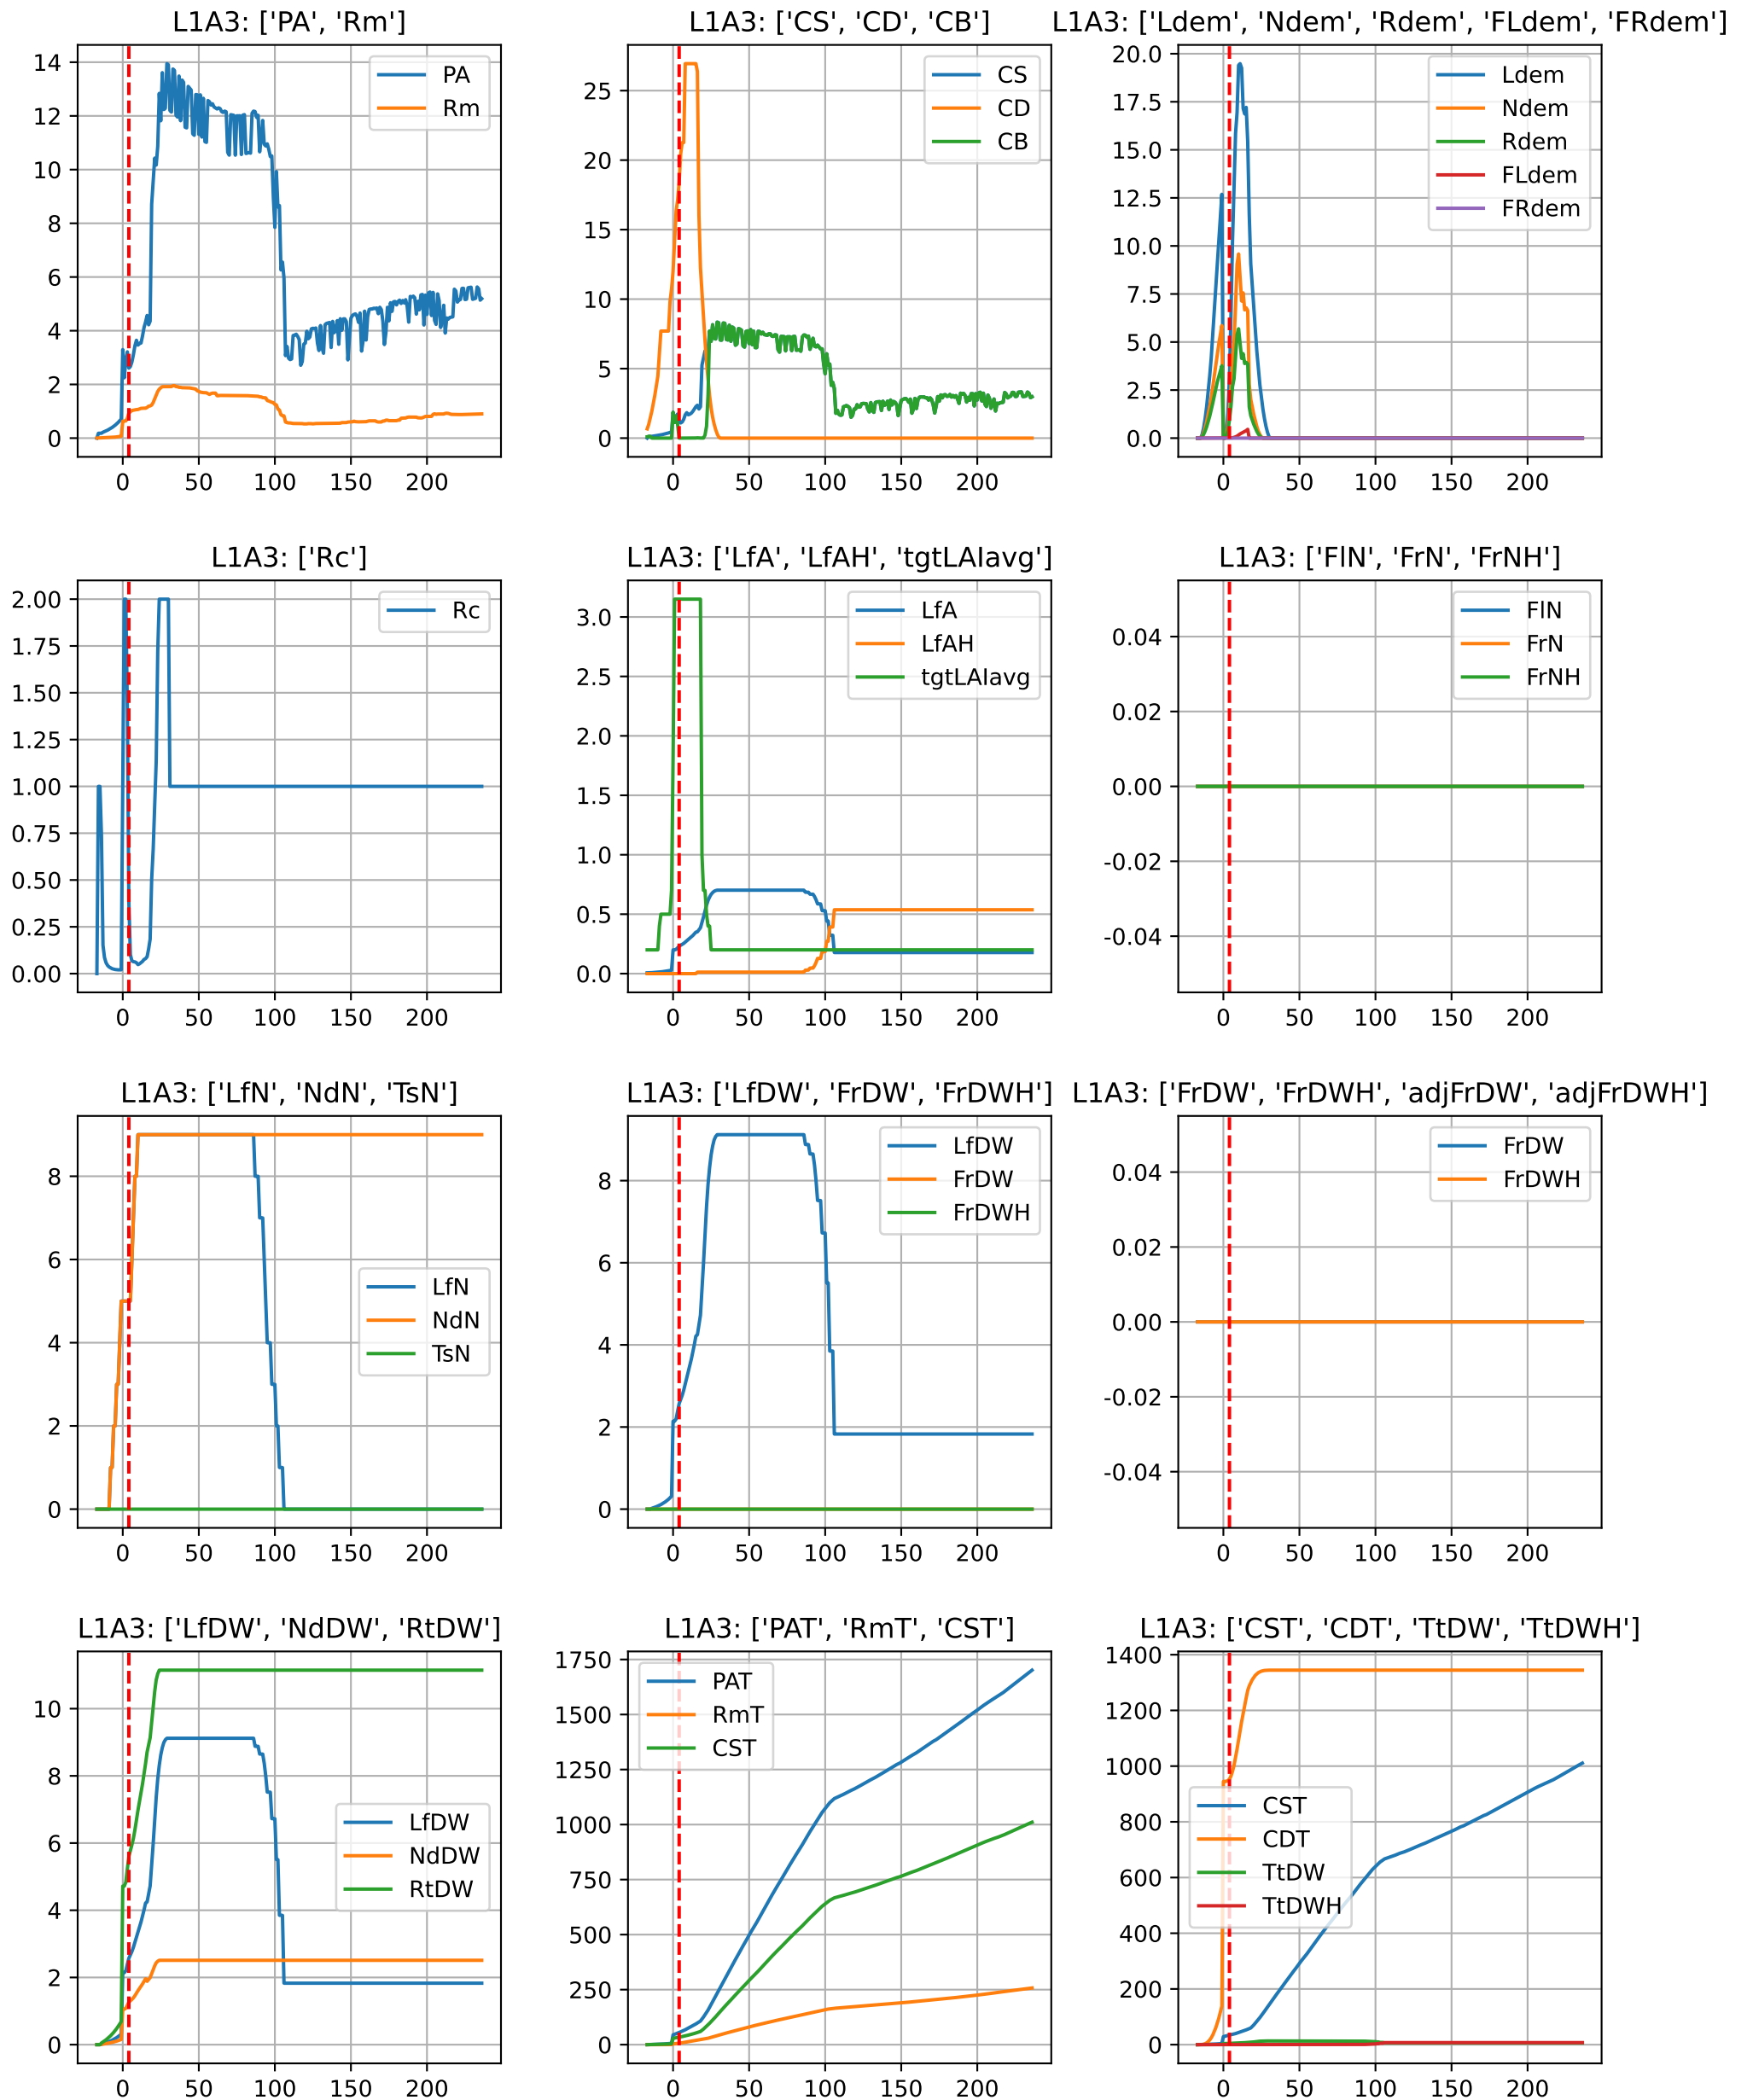 L1A3: ['PA', 'Rm']
14
12
10
8
6
4
2
0
0 50 100 150 200
PA
Rm
L1A3: ['CS', 'CD', 'CB']
25
20
15
10
5
0
0 50 100 150 200
CS
CD
CB
L1A3: ['Ldem', 'Ndem', 'Rdem', 'FLdem', 'FRdem']
20.0
17.5
15.0
12.5
10.0
7.5
5.0
2.5
0.0
0 50 100 150 200
Ldem
Ndem
Rdem
FLdem
FRdem
L1A3: ['Rc']
2.00
1.75
1.50
1.25
1.00
0.75
0.50
0.25
0.00
0 50 100 150 200
Rc
L1A3: ['LfA', 'LfAH', 'tgtLAIavg']
3.0
2.5
2.0
1.5
1.0
0.5
0.0
0 50 100 150 200
LfA
LfAH
tgtLAIavg
L1A3: ['FlN', 'FrN', 'FrNH']
0.04
0.02
0.00
-0.02
-0.04
0 50 100 150 200
FlN
FrN
FrNH
L1A3: ['LfN', 'NdN', 'TsN']
8
6
4
2
0
0 50 100 150 200
LfN
NdN
TsN
L1A3: ['LfDW', 'FrDW', 'FrDWH']
8
6
4
2
0
0 50 100 150 200
LfDW
FrDW
FrDWH
L1A3: ['FrDW', 'FrDWH', 'adjFrDW', 'adjFrDWH']
0.04
0.02
0.00
-0.02
-0.04
0 50 100 150 200
FrDW
FrDWH
L1A3: ['LfDW', 'NdDW', 'RtDW']
10
8
6
4
2
0
0 50 100 150 200
LfDW
NdDW
RtDW
L1A3: ['PAT', 'RmT', 'CST']
1750
1500
1250
1000
750
500
250
0
0 50 100 150 200
PAT
RmT
CST
L1A3: ['CST', 'CDT', 'TtDW', 'TtDWH']
1400
1200
1000
800
600
400
200
0
0 50 100 150 200
CST
CDT
TtDW
TtDWH